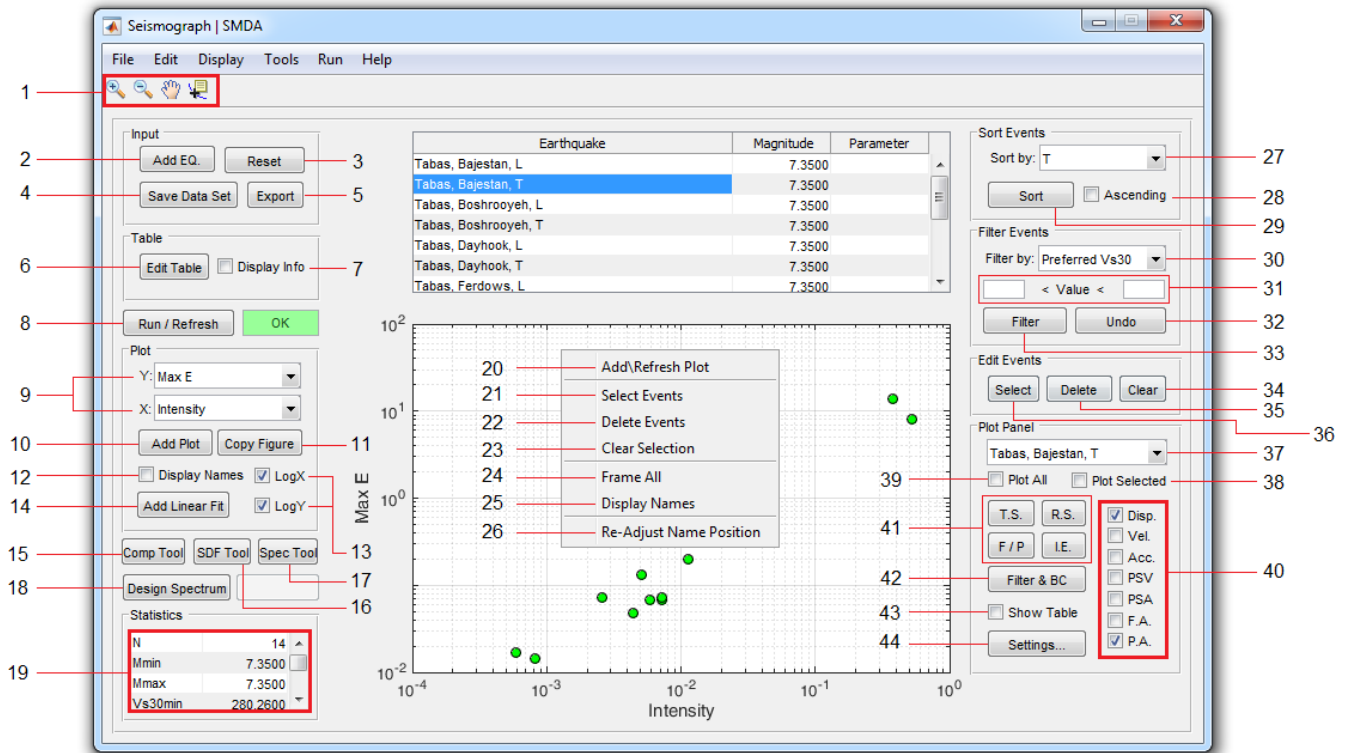 Seismograph | SMDA
File Edit Display Tools Run Help
1
Input
2 Add EQ. Reset 3
4 Save Data Set Export 5
Table
6 Edit Table Display Info 7
8 Run / Refresh OK
Plot
9 Y: Max E
X: Intensity
10 Add Plot Copy Figure 11
12 Display Names LogX
14 Add Linear Fit LogY
13
15 Comp Tool SDF Tool Spec Tool
17
18 Design Spectrum
16
Statistics
19
N 14
Mmin 7.3500
Mmax 7.3500
Vs30min 280.2600
Earthquake Magnitude Parameter
Tabas, Bajestan, L 7.3500
Tabas, Bajestan, T 7.3500
Tabas, Boshrooyeh, L 7.3500
Tabas, Boshrooyeh, T 7.3500
Tabas, Dayhook, L 7.3500
Tabas, Dayhook, T 7.3500
Tabas, Ferdows, L 7.3500
10^2
10^1
10^0
10^-2
Max E
20 Add\Refresh Plot
21 Select Events
22 Delete Events
23 Clear Selection
24 Frame All
25 Display Names
26 Re-Adjust Name Position
10^-4 10^-3 10^-2 10^-1 10^0
Intensity
Sort Events
Sort by: T 27
Sort Ascending 28
29
Filter Events
Filter by: Preferred Vs30 30
< Value < 31
Filter Undo 32
33
Edit Events
Select Delete Clear 34
35
36
Plot Panel
Tabas, Bajestan, T 37
39 Plot All Plot Selected 38
41 T.S. R.S.
F / P I.E.
42 Filter & BC
43 Show Table
44 Settings...
Disp.
Vel.
Acc.
PSV
PSA
F.A.
P.A.
40